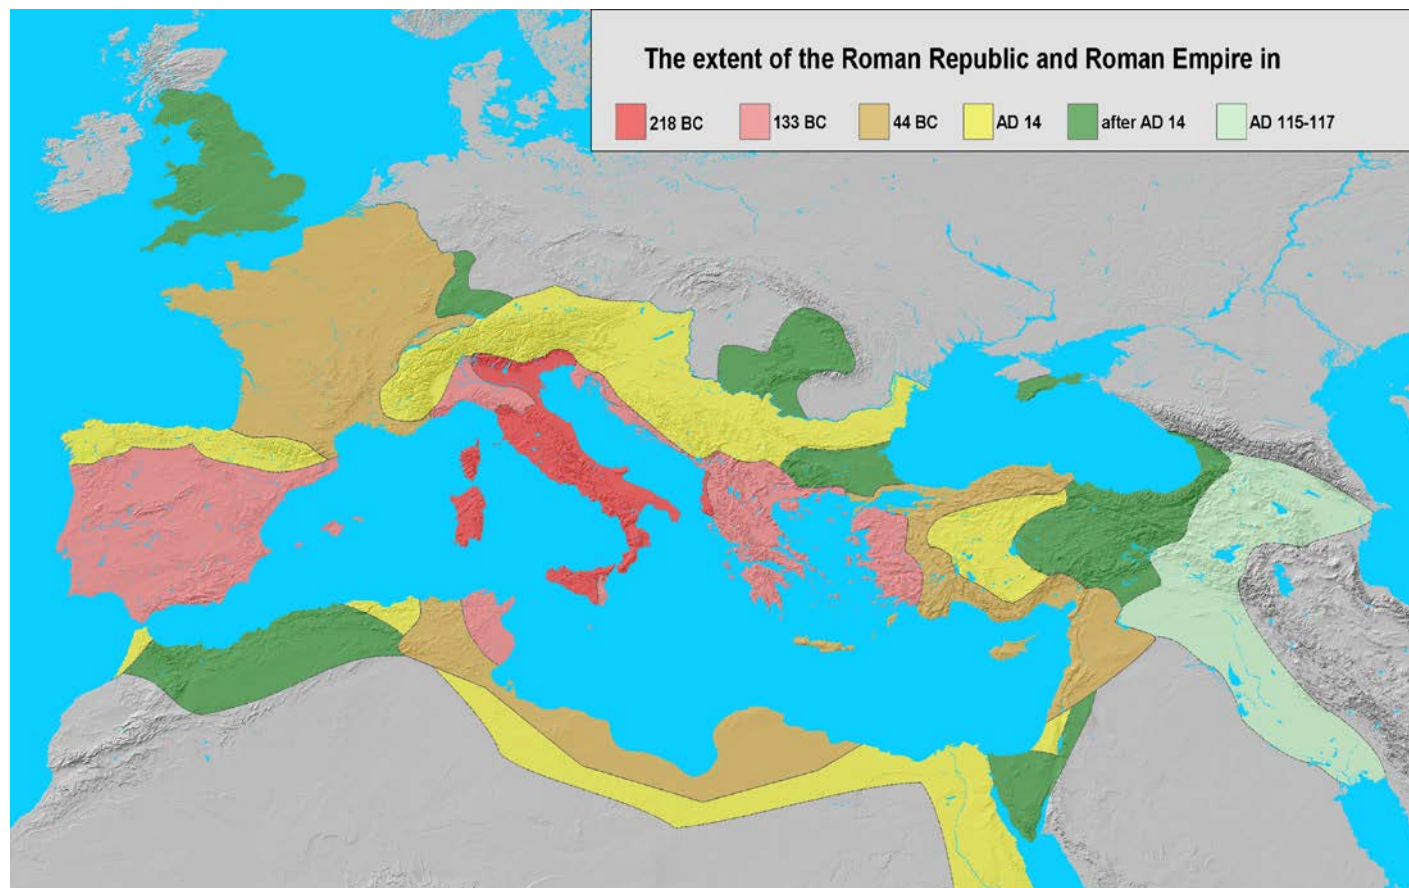 The extent of the Roman Republic and Roman Empire in
218 BC 133 BC 44 BC AD 14 after AD 14 AD 115-117